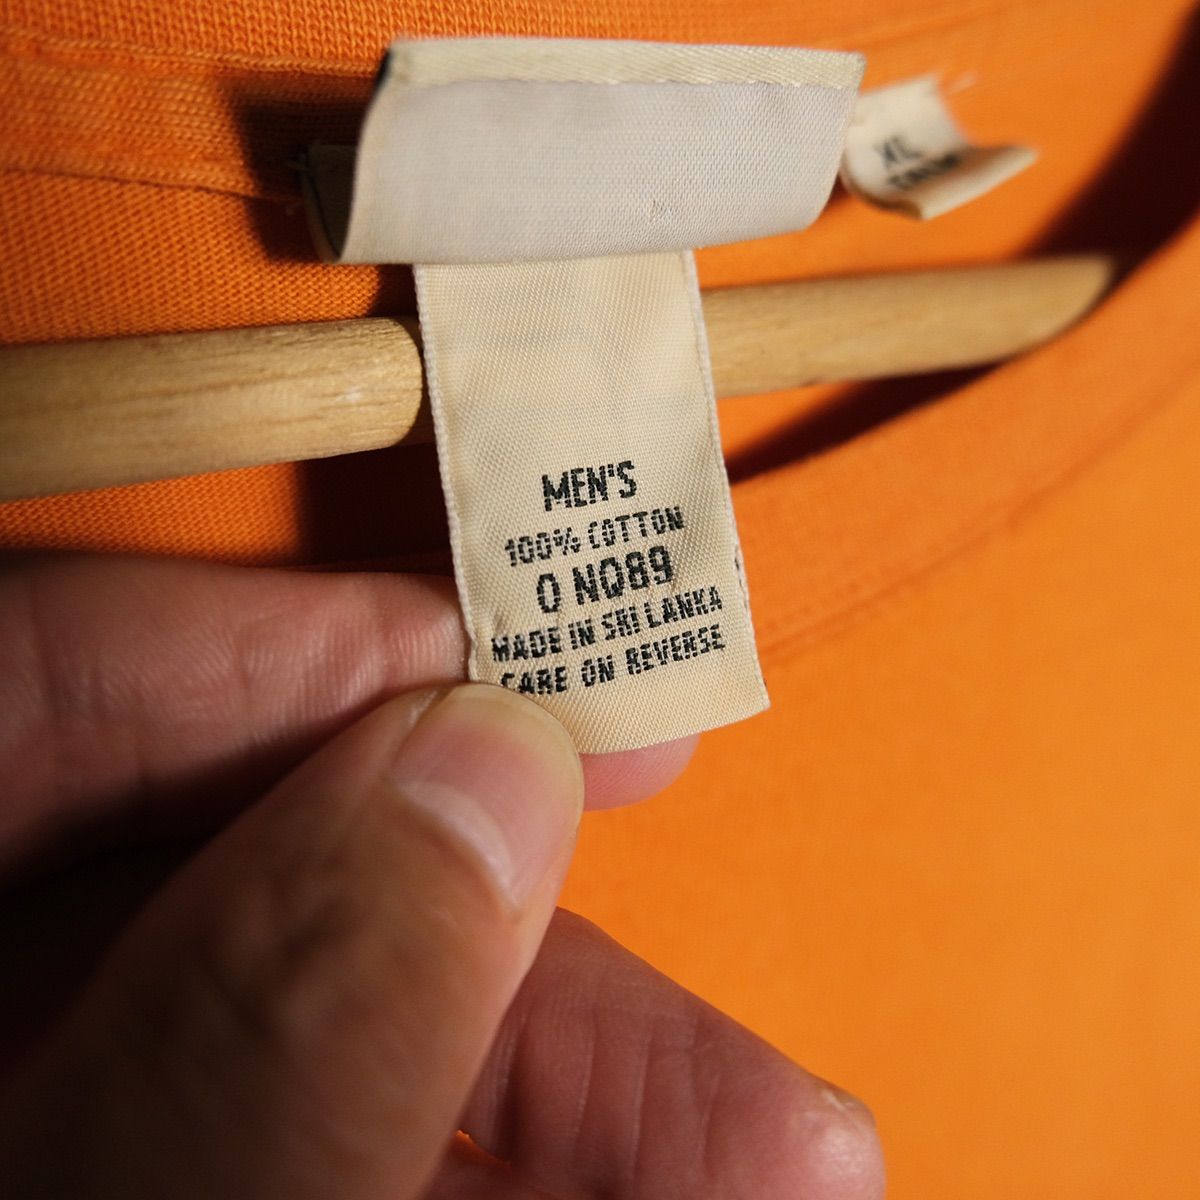 XL
MEN'S
100% COTTON
0 NQ89
MADE IN SRI LANKA
CARE ON REVERSE